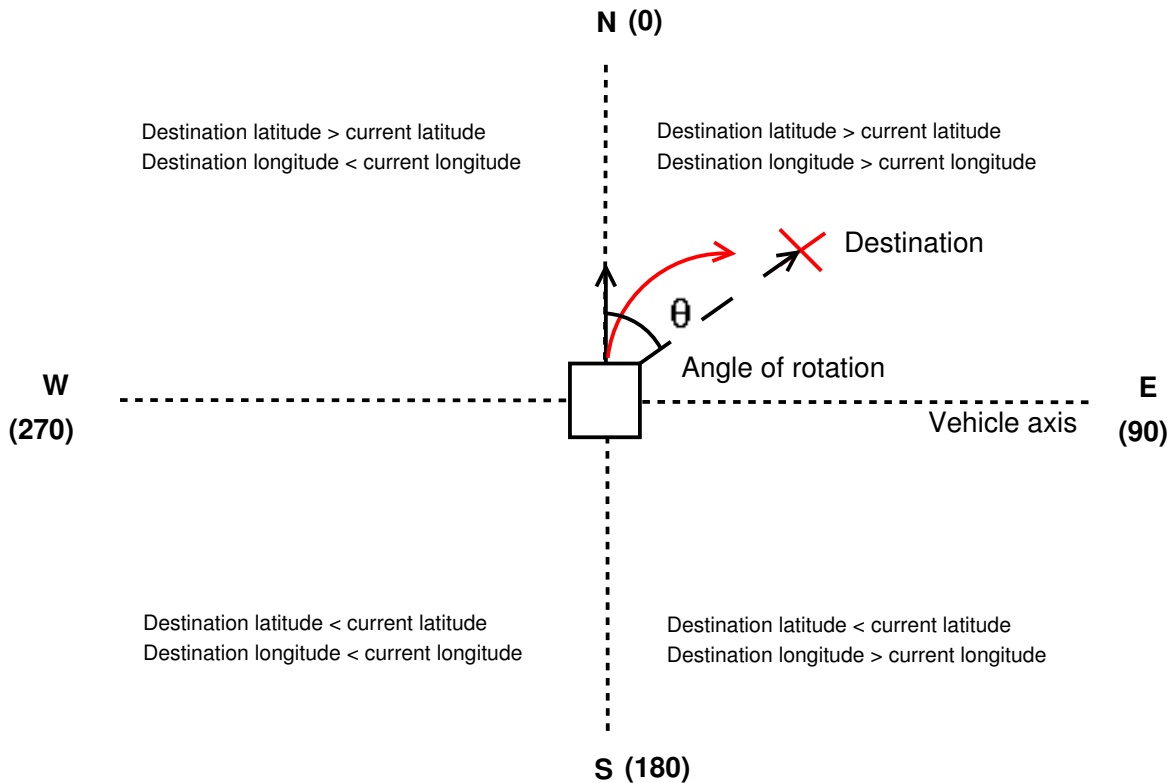 N (0)
Destination latitude > current latitude
Destination longitude < current longitude
Destination latitude > current latitude
Destination longitude > current longitude
Destination
θ
Angle of rotation
W
(270)
E
(90)
Vehicle axis
Destination latitude < current latitude
Destination longitude < current longitude
Destination latitude < current latitude
Destination longitude > current longitude
S (180)